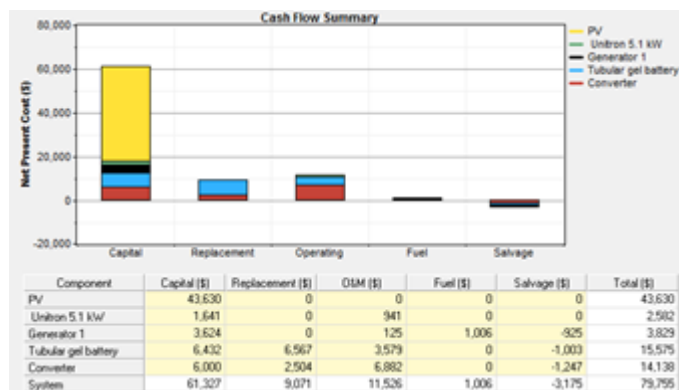 Cash Flow Summary
80,000
60,000
40,000
20,000
0
-20,000
Net Present Cost ($)
Capital
Replacement
Operating
Fuel
Salvage
PV
Unitron 5.1 kW
Generator 1
Tubular gel battery
Converter
Component Capital ($) Replacement ($) O&M ($) Fuel ($) Salvage ($) Total ($)
PV 43,630 0 0 0 0 43,630
Unitron 5.1 kW 1,641 0 941 0 0 2,582
Generator 1 3,624 0 125 1,006 -925 3,829
Tubular gel battery 6,432 6,567 3,579 0 -1,003 15,575
Converter 6,000 2,504 6,882 0 -1,247 14,138
System 61,327 9,071 11,526 1,006 -3,175 79,755